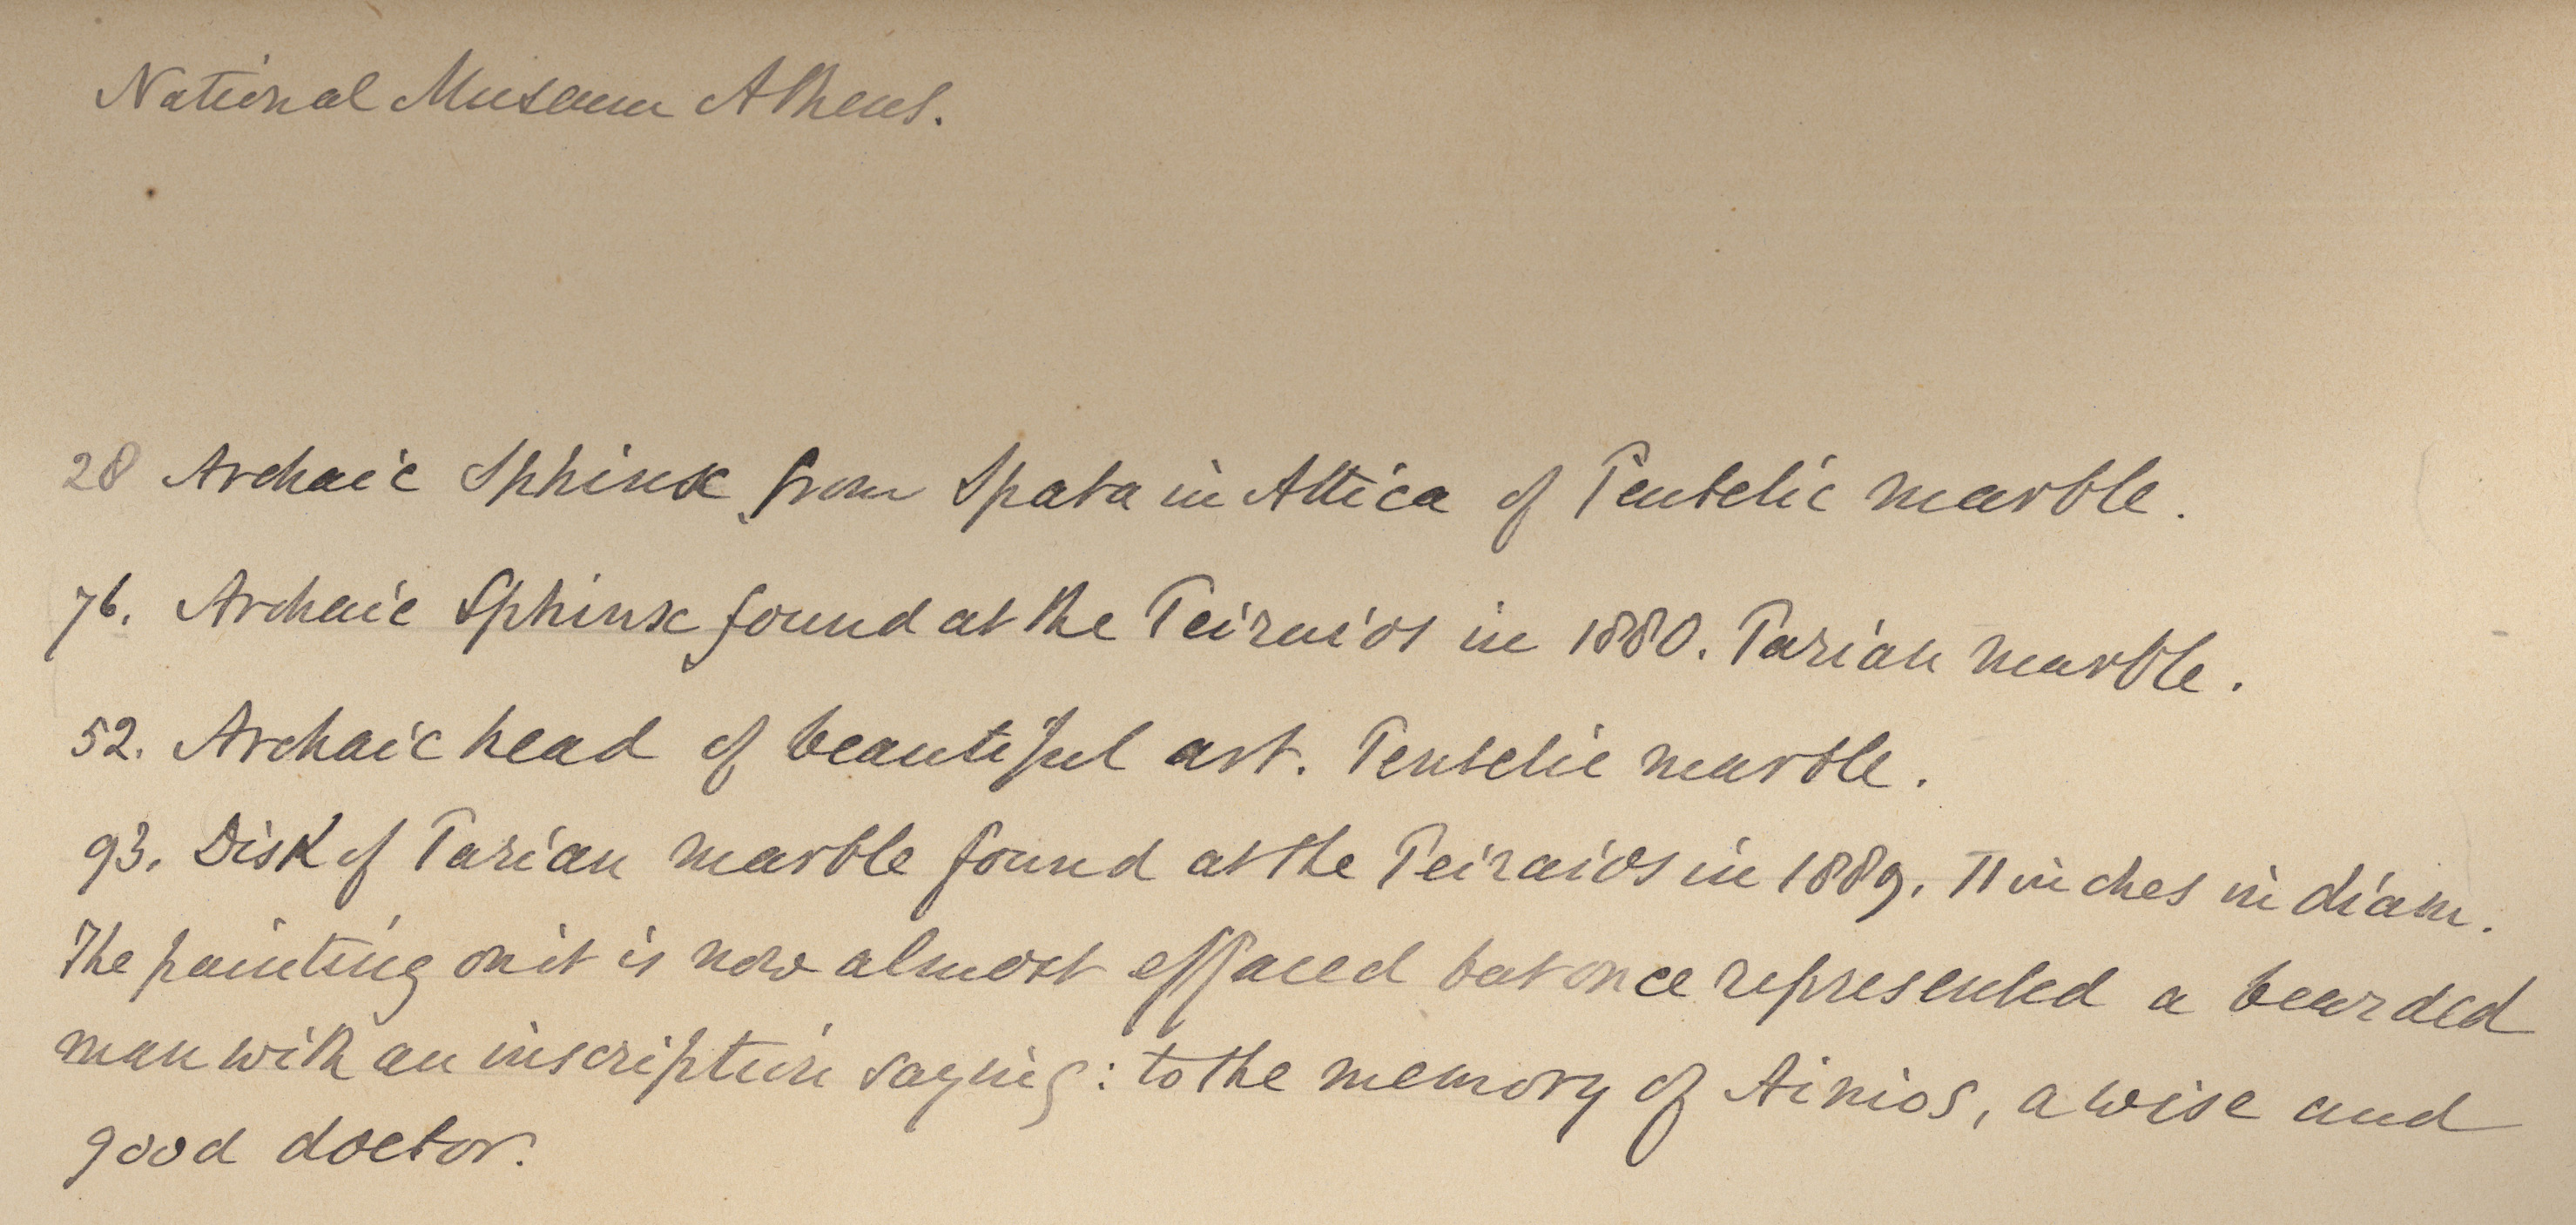 National Museum Athens.
28 Archaic Sphinx from Spata in Attica of Pentelic marble.
76. Archaic Sphinx found at the Peiraios in 1880. Parian marble.
52. Archaic head of beautiful art. Pentelic marble.
93. Disk of Parian marble found at the Peiraios in 1889. 11 inches in diam.
The painting on it is now almost effaced but once represented a bearded
man with an inscription saying: to the memory of Ainios, a wise and
good doctor.